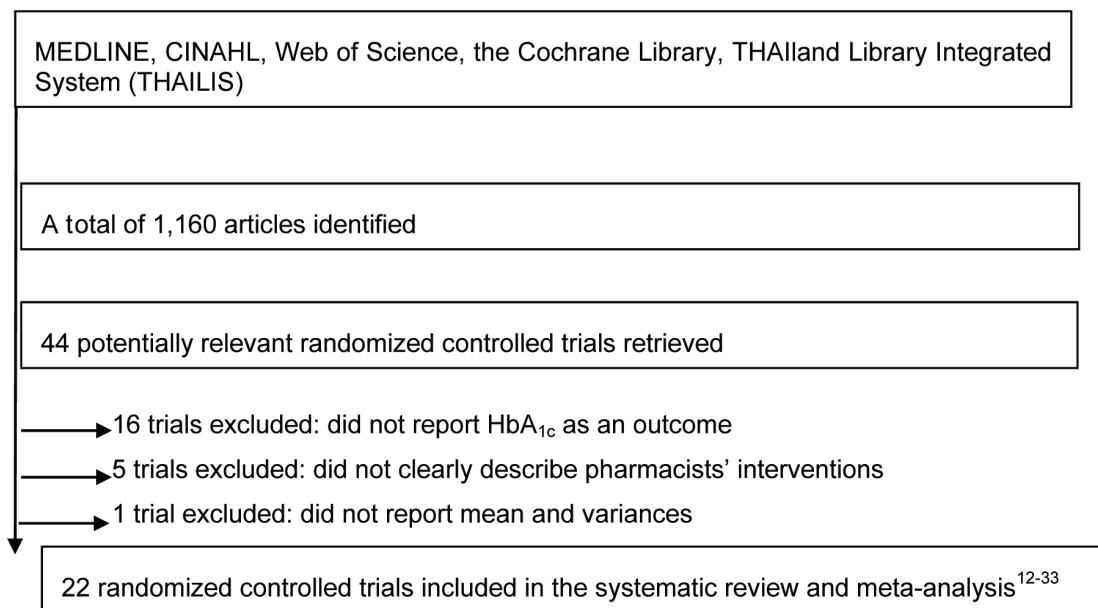 MEDLINE, CINAHL, Web of Science, the Cochrane Library, THAIland Library Integrated
System (THAILIS)
A total of 1,160 articles identified
44 potentially relevant randomized controlled trials retrieved
16 trials excluded: did not report HbA1c as an outcome
5 trials excluded: did not clearly describe pharmacists’ interventions
1 trial excluded: did not report mean and variances
22 randomized controlled trials included in the systematic review and meta-analysis12-33